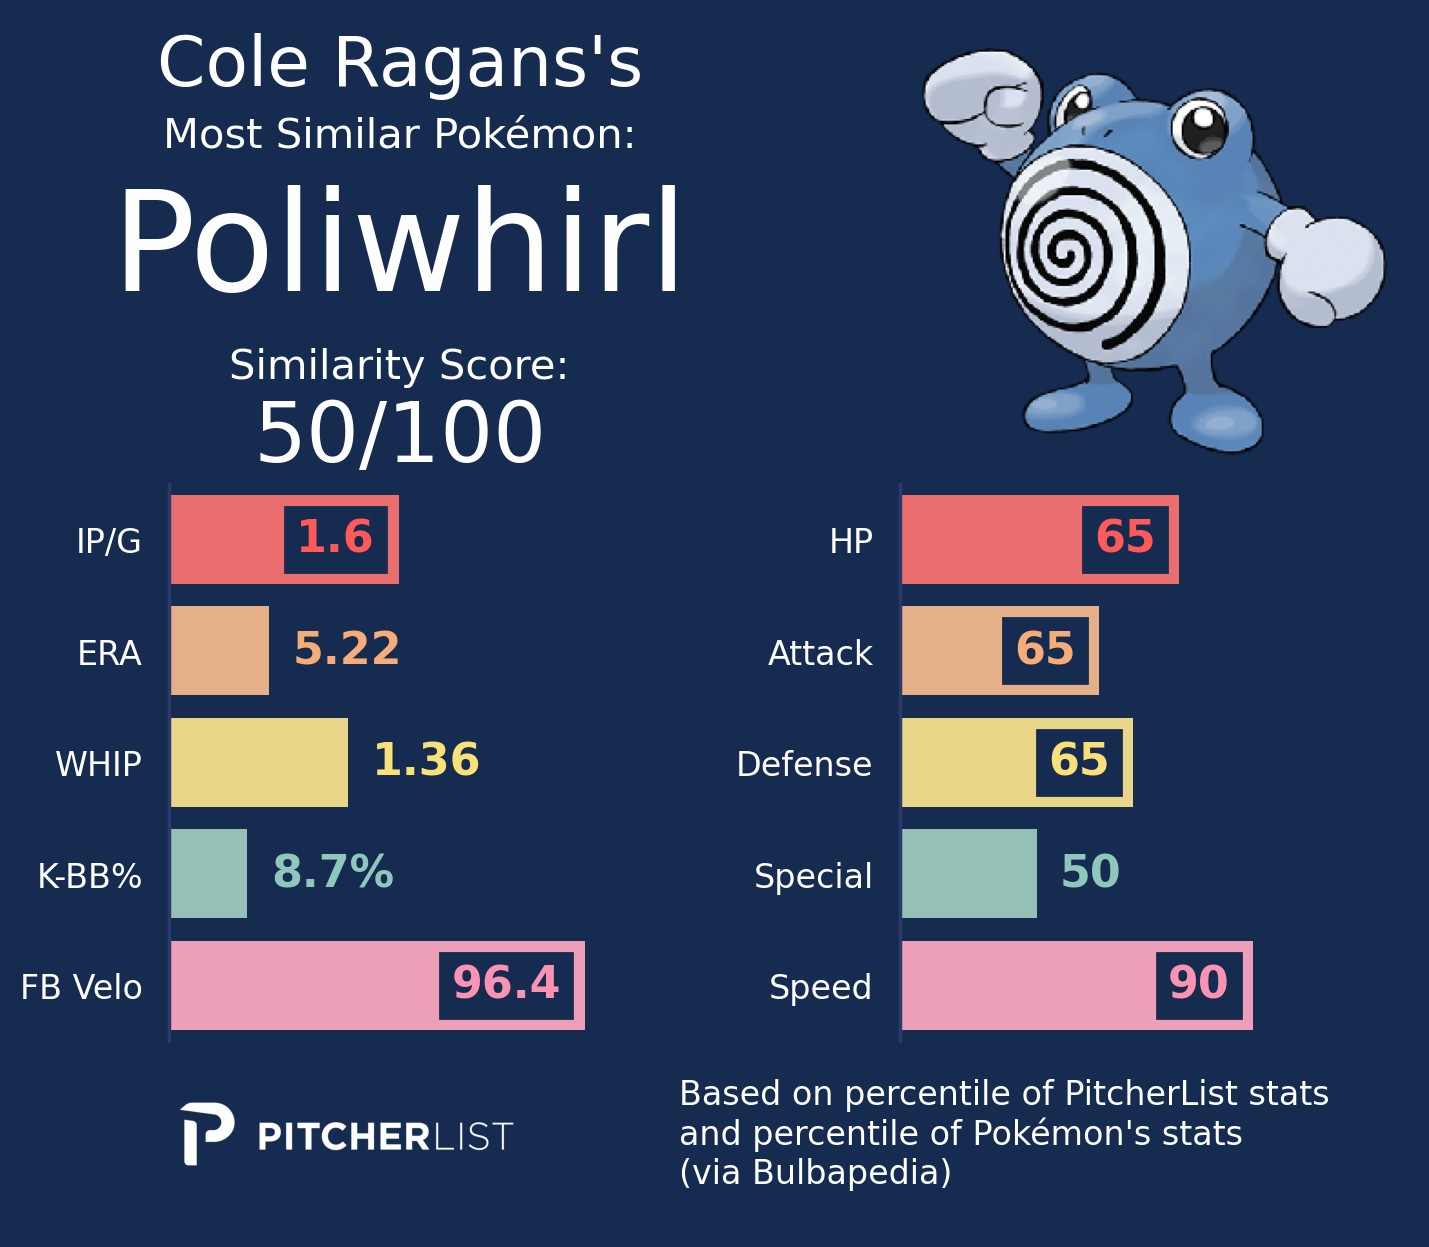 Cole Ragans's
Most Similar Pokémon:
Poliwhirl
Similarity Score:
50/100
IP/G 1.6
ERA 5.22
WHIP 1.36
K-BB% 8.7%
FB Velo 96.4
HP 65
Attack 65
Defense 65
Special 50
Speed 90
PITCHERLIST
Based on percentile of PitcherList stats
and percentile of Pokémon's stats
(via Bulbapedia)